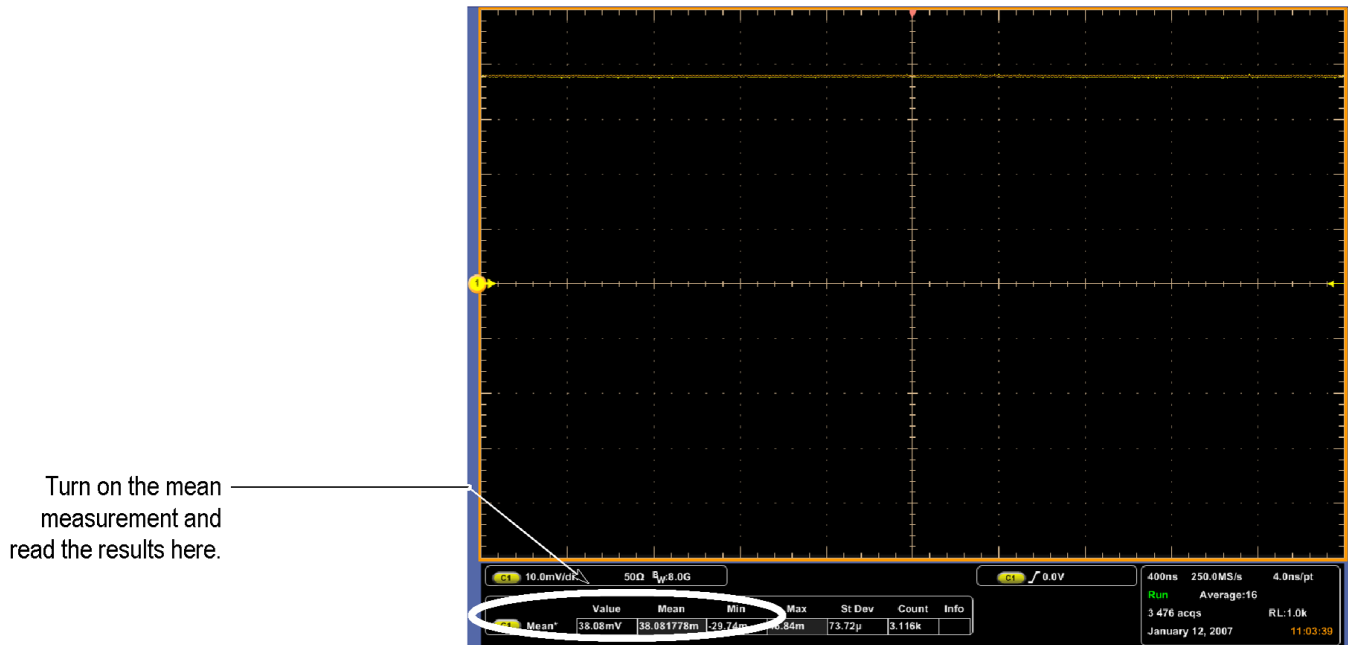 1
C1 10.0mV/di 50Ω BW:8.0G
C1 0.0V
400ns 250.0MS/s 4.0ns/pt
Run Average:16
3 476 acqs RL:1.0k
January 12, 2007 11:03:39
Value Mean Min Max St Dev Count Info
C1 Mean* 38.08mV 38.081778m -29.74m 73.72µ 3.116k
Turn on the mean
measurement and
read the results here.